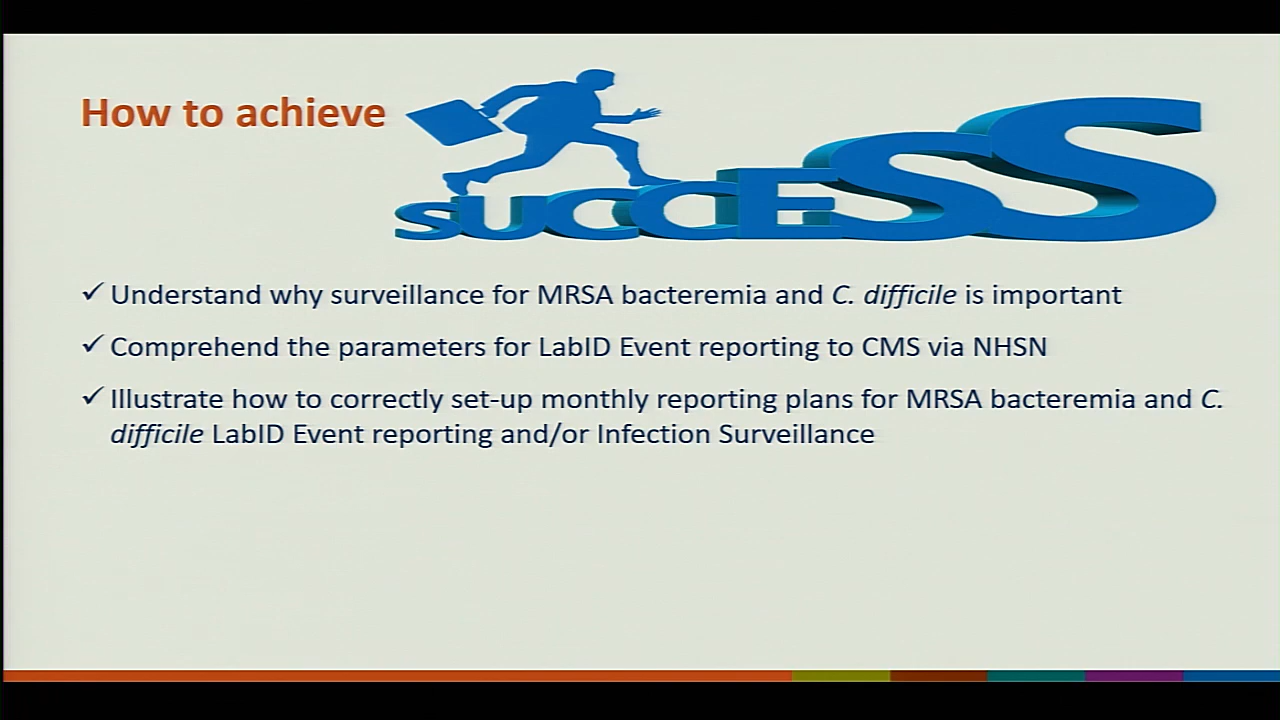 How to achieve
SUCCESS
✓ Understand why surveillance for MRSA bacteremia and C. difficile is important
✓ Comprehend the parameters for LabID Event reporting to CMS via NHSN
✓ Illustrate how to correctly set-up monthly reporting plans for MRSA bacteremia and C.
difficile LabID Event reporting and/or Infection Surveillance